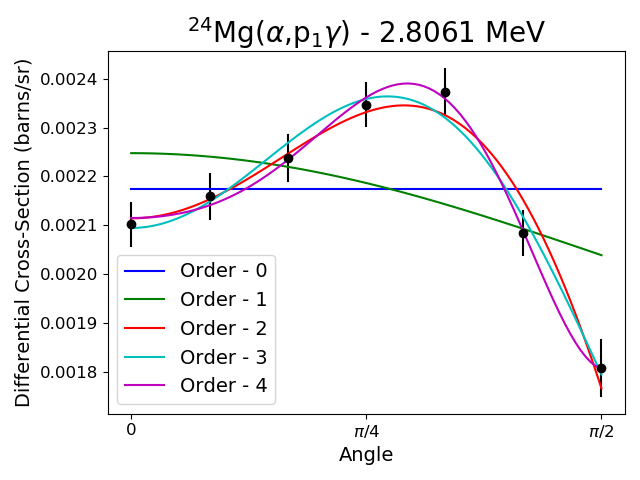 ²⁴Mg(α,p₁γ) - 2.8061 MeV
Differential Cross-Section (barns/sr)
0.0024
0.0023
0.0022
0.0021
0.0020
0.0019
0.0018
Order - 0
Order - 1
Order - 2
Order - 3
Order - 4
0
π/4
π/2
Angle